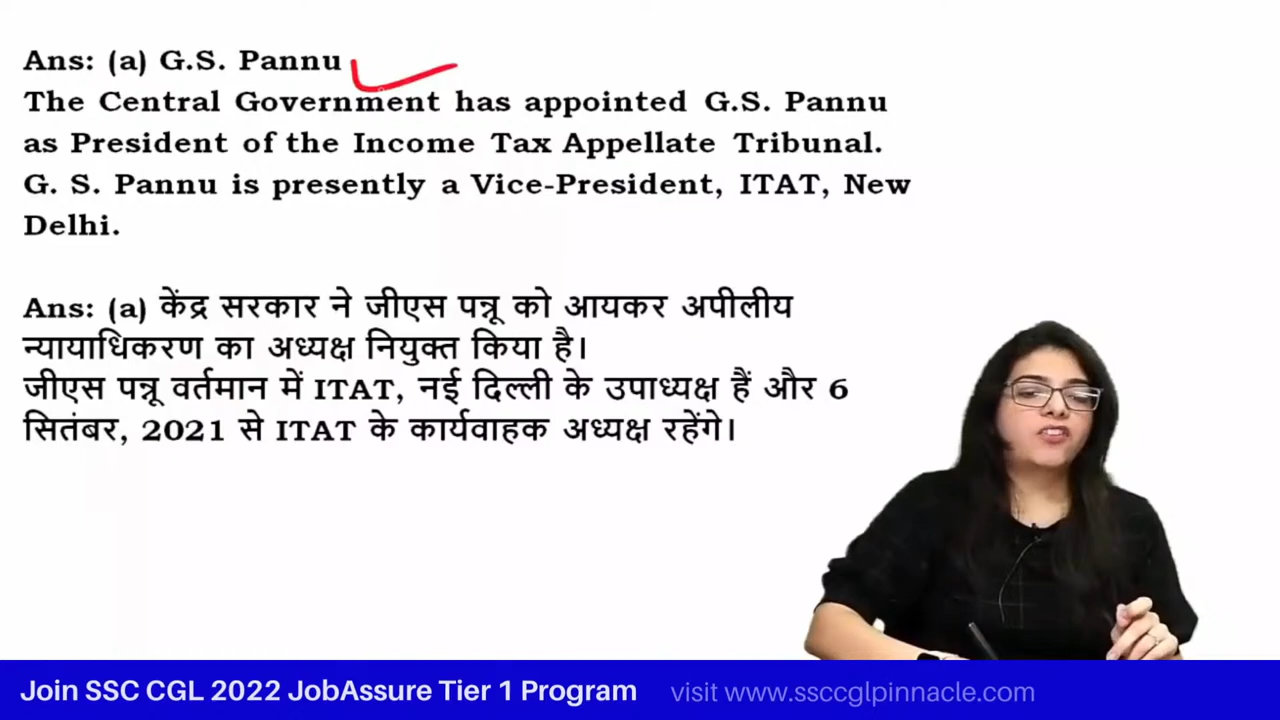 Ans: (a) G.S. Pannu
The Central Government has appointed G.S. Pannu
as President of the Income Tax Appellate Tribunal.
G. S. Pannu is presently a Vice-President, ITAT, New
Delhi.
Ans: (a) केंद्र सरकार ने जीएस पन्नू को आयकर अपीलीय
न्यायाधिकरण का अध्यक्ष नियुक्त किया है।
जीएस पन्नू वर्तमान में ITAT, नई दिल्ली के उपाध्यक्ष हैं और 6
सितंबर, 2021 से ITAT के कार्यवाहक अध्यक्ष रहेंगे।
Join SSC CGL 2022 JobAssure Tier 1 Program visit www.ssccglpinnacle.com